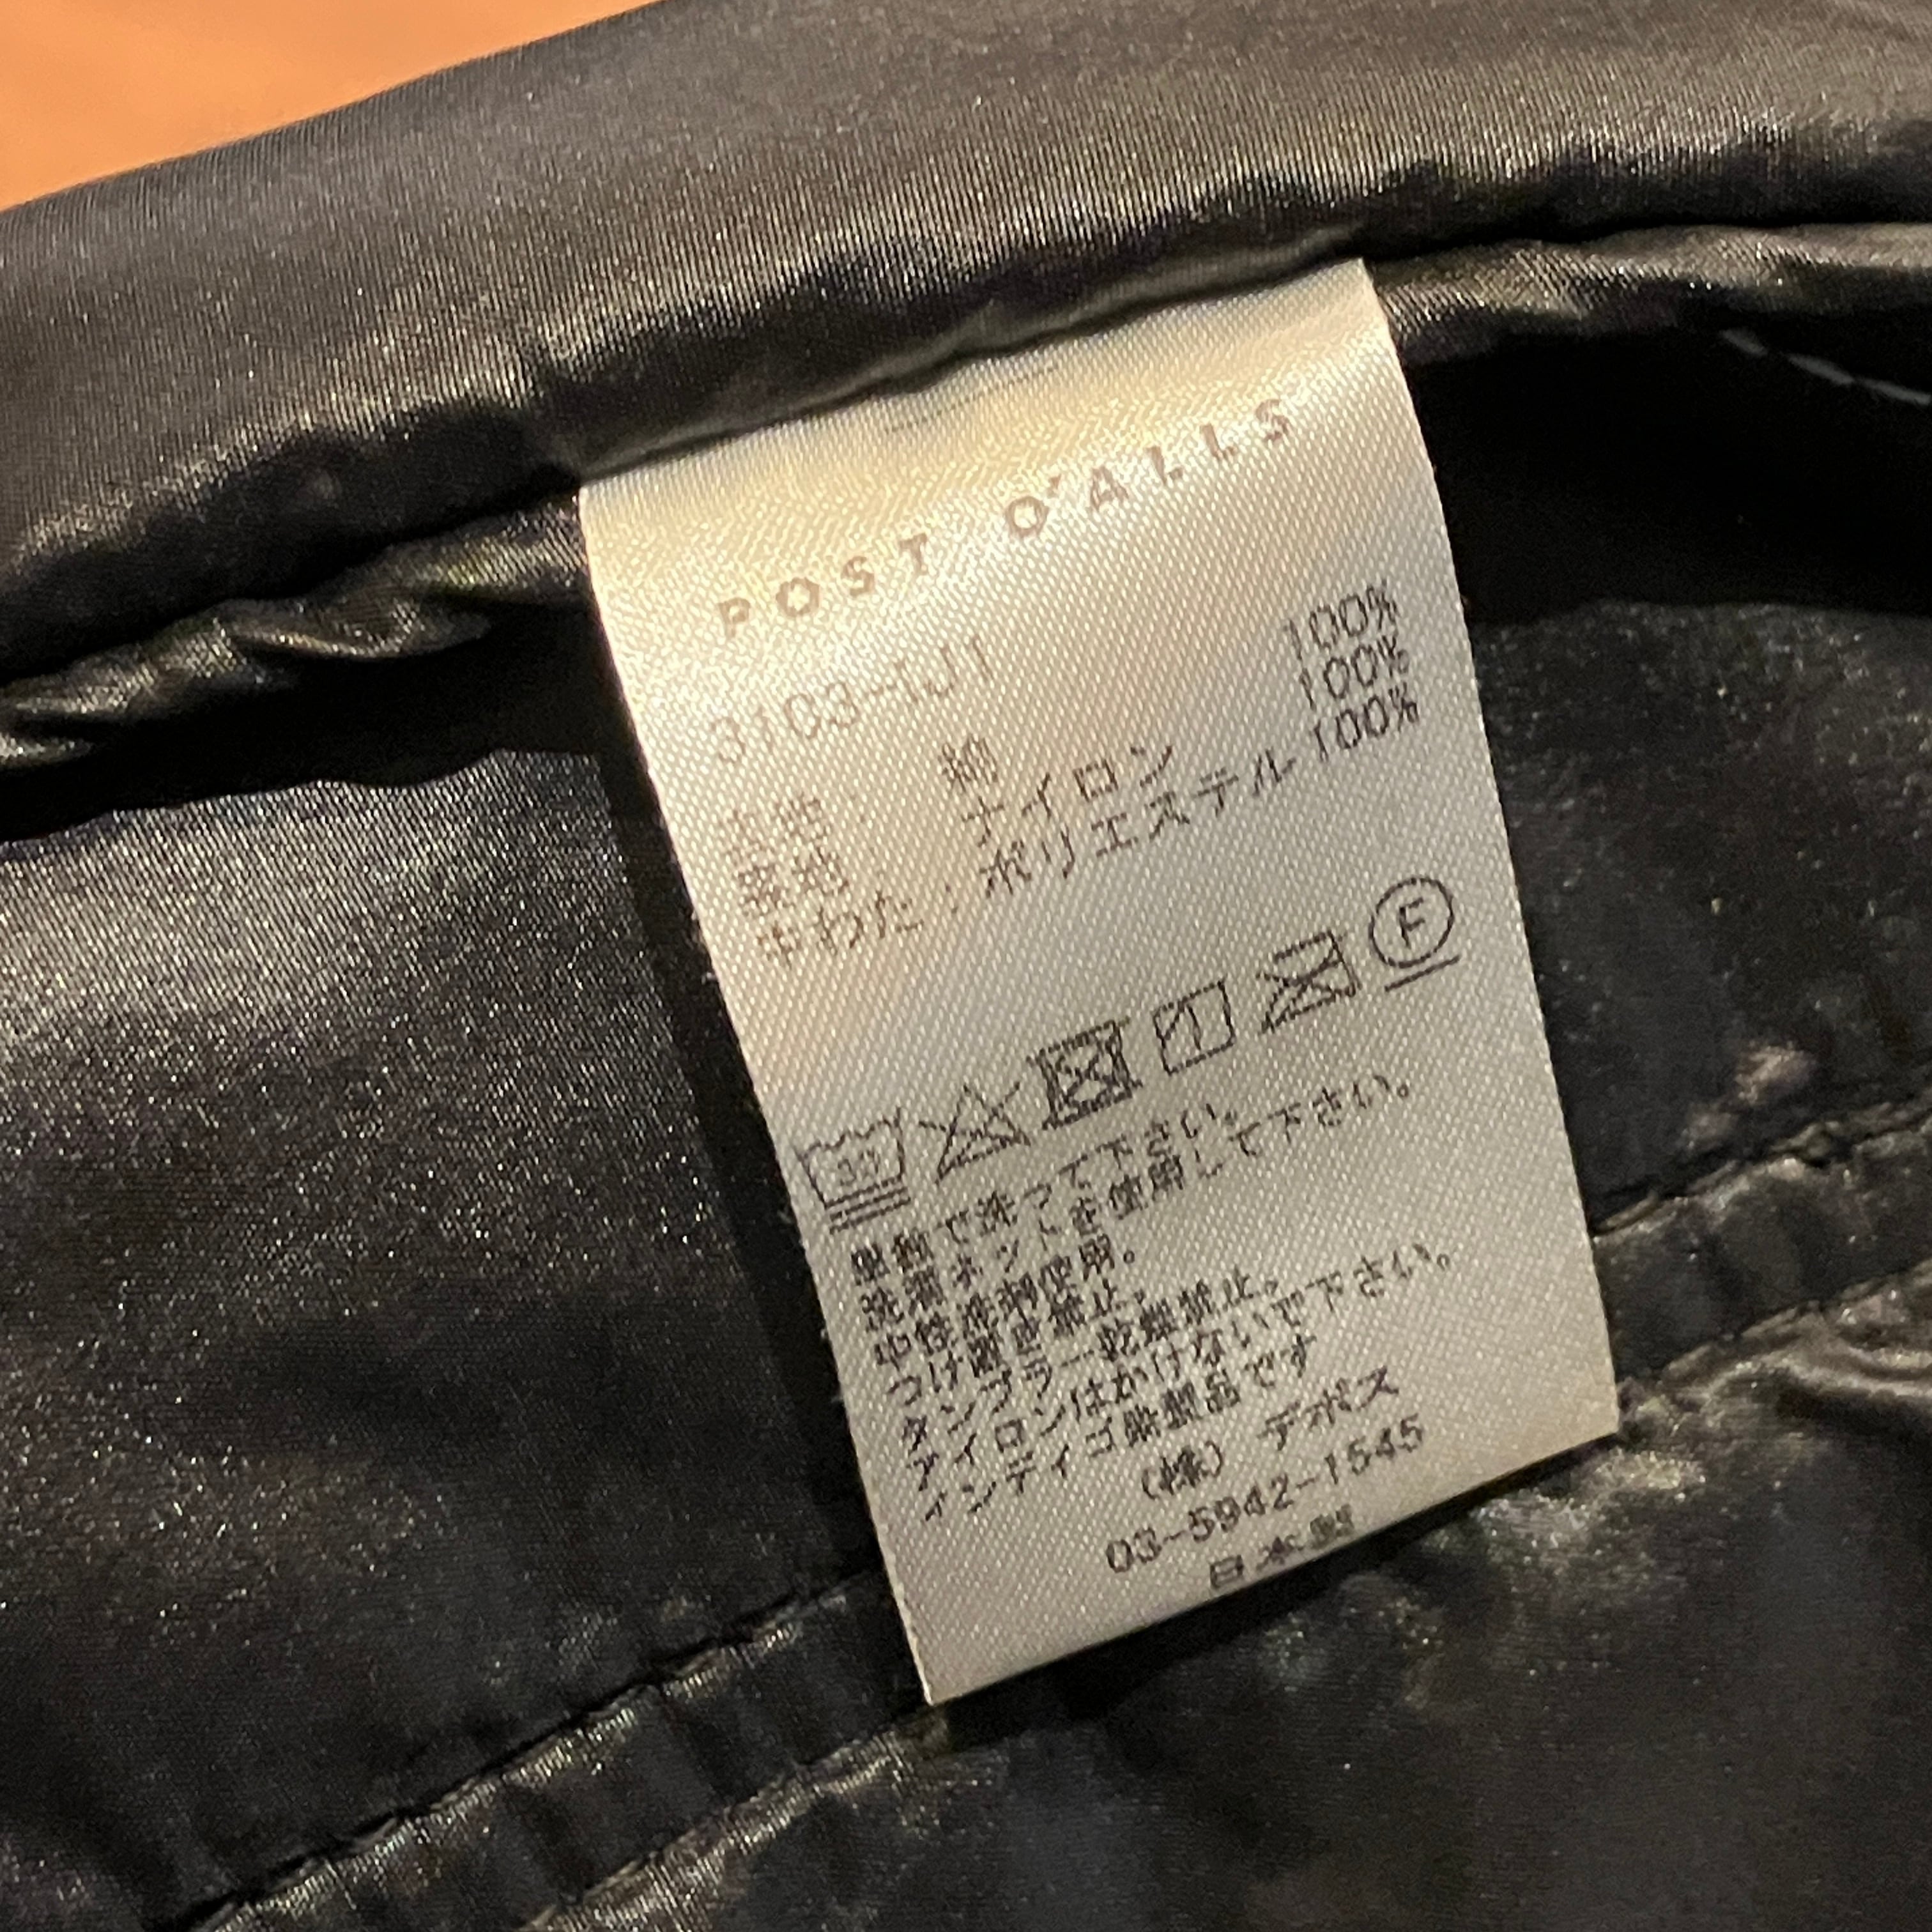 POST O'ALLS
3103-IJ1
表地: 綿 100%
裏地: ナイロン 100%
中わた: ポリエステル 100%
30
F
単独で洗って下さい。
洗濯ネットを使用して下さい。
中性洗剤使用。
つけ置き禁止。
タンブラー乾燥禁止。
アイロンはかけないで下さい。
インディゴ染製品です
(株) デポス
03-5942-1545
日本製